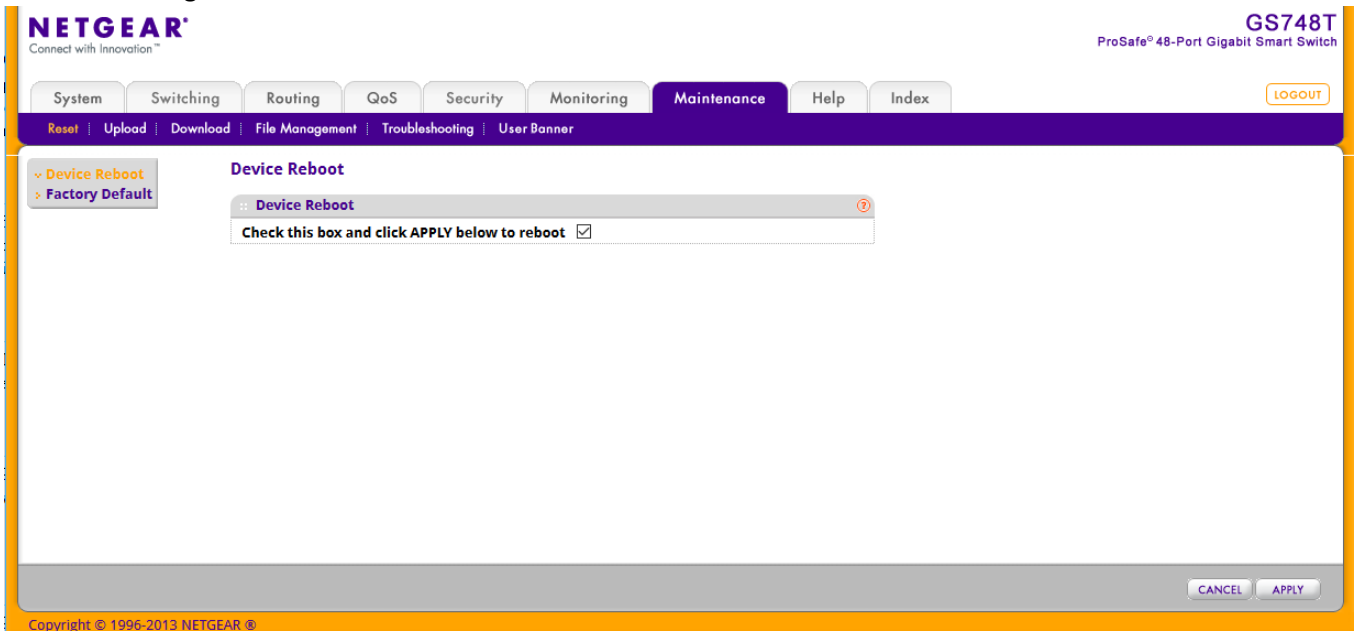 NETGEAR®
Connect with Innovation™
GS748T
ProSafe® 48-Port Gigabit Smart Switch
System Switching Routing QoS Security Monitoring Maintenance Help Index LOGOUT
Reset | Upload | Download | File Management | Troubleshooting | User Banner
Device Reboot
Factory Default
Device Reboot
Device Reboot ?
Check this box and click APPLY below to reboot
CANCEL APPLY
Copyright © 1996-2013 NETGEAR ®